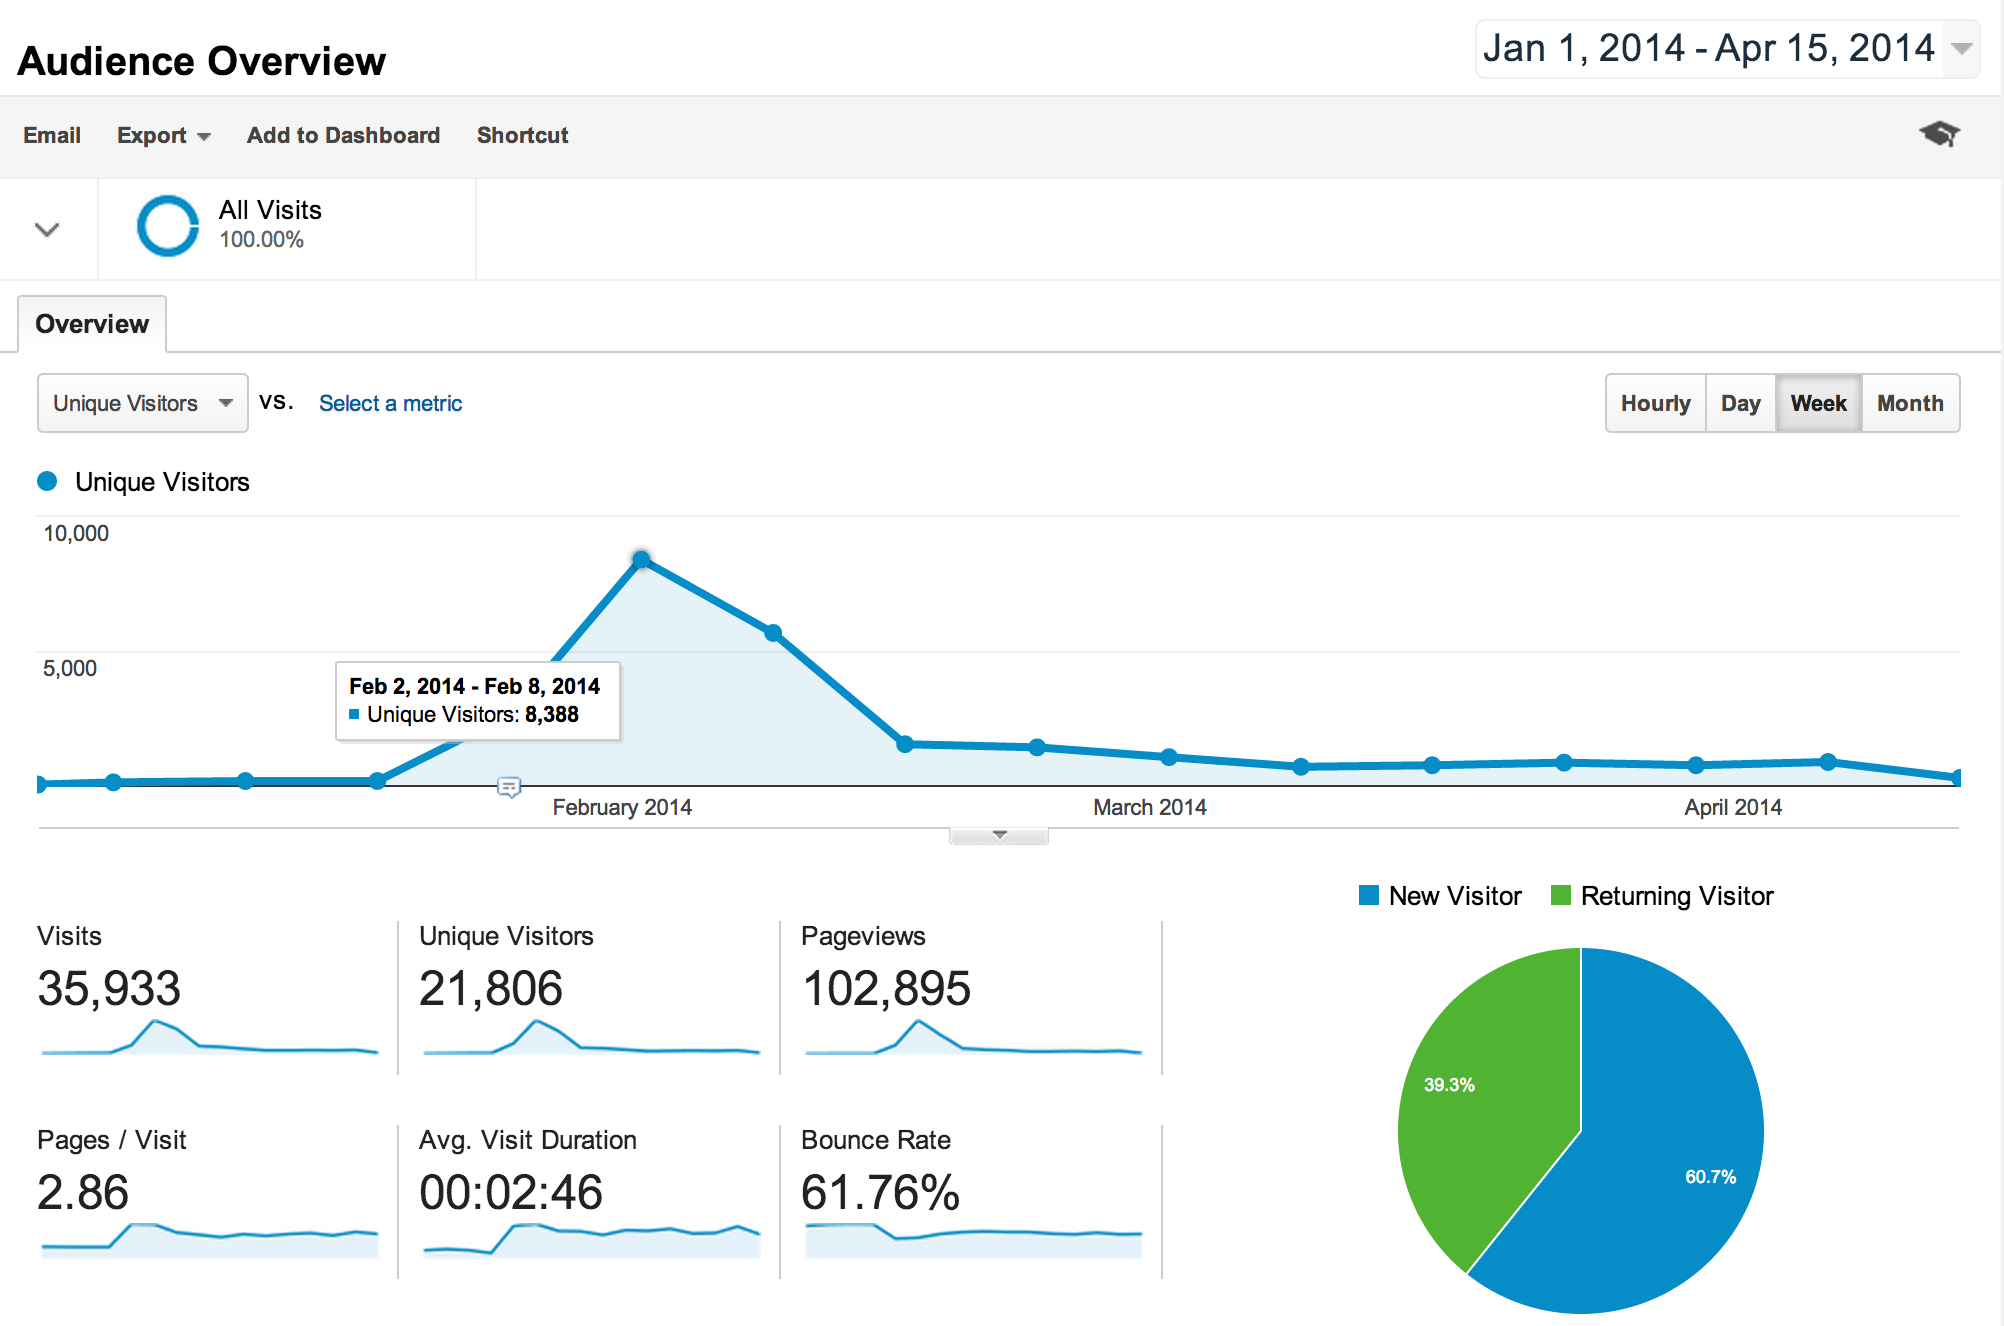 Audience Overview
Jan 1, 2014 - Apr 15, 2014
Email Export Add to Dashboard Shortcut
All Visits
100.00%
Overview
Unique Visitors vs. Select a metric
Hourly Day Week Month
Unique Visitors
10,000
5,000
Feb 2, 2014 - Feb 8, 2014
Unique Visitors: 8,388
February 2014 March 2014 April 2014
New Visitor Returning Visitor
Visits
35,933
Unique Visitors
21,806
Pageviews
102,895
Pages / Visit
2.86
Avg. Visit Duration
00:02:46
Bounce Rate
61.76%
39.3%
60.7%